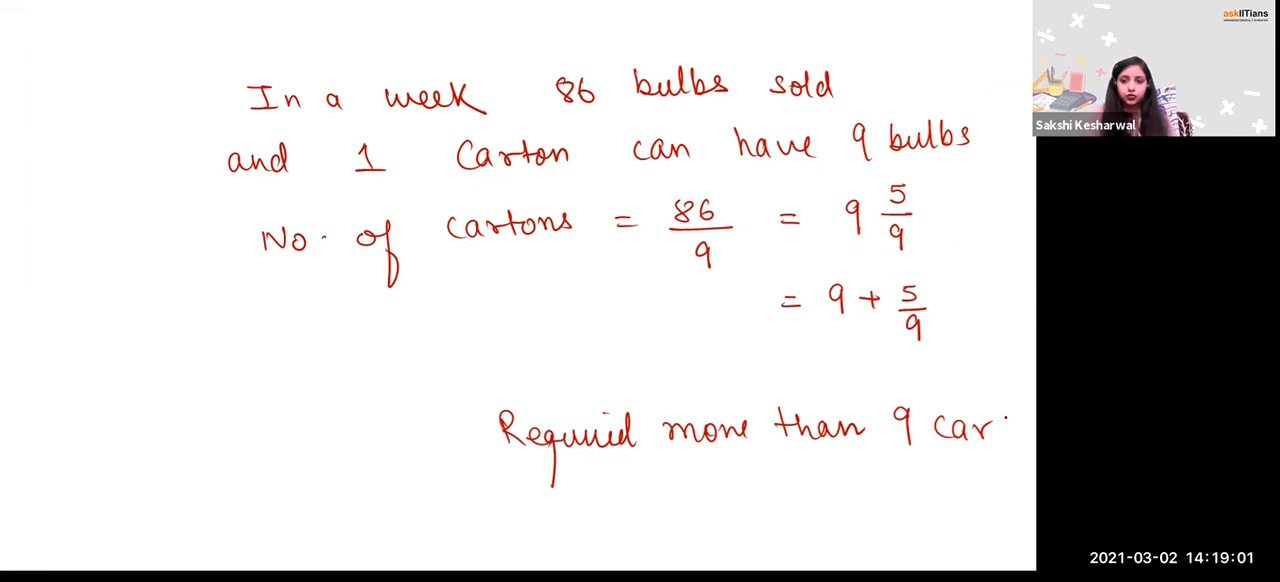 askIITians
In a week 86 bulbs sold
Sakshi Kesharwal
and 1 Carton can have 9 bulbs
No. of cartons = 86/9 = 9 5/9
= 9 + 5/9
Required more than 9 car
2021-03-02 14:19:01